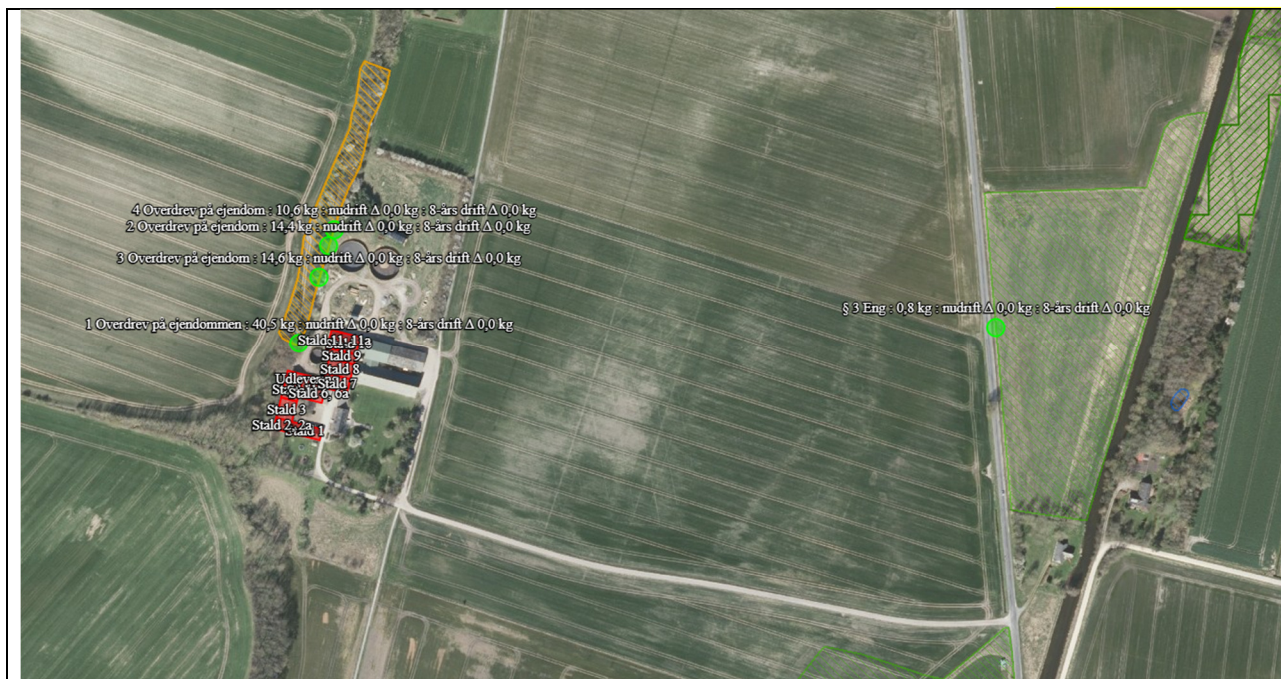 4 Overdrev på ejendom : 10,6 kg : nudrift Δ 0,0 kg : 8-års drift Δ 0,0 kg
2 Overdrev på ejendom : 14,4 kg : nudrift Δ 0,0 kg : 8-års drift Δ 0,0 kg
3 Overdrev på ejendom : 14,6 kg : nudrift Δ 0,0 kg : 8-års drift Δ 0,0 kg
§ 3 Eng : 0,8 kg : nudrift Δ 0,0 kg : 8-års drift Δ 0,0 kg
1 Overdrev på ejendommen : 40,5 kg : nudrift Δ 0,0 kg : 8-års drift Δ 0,0 kg
Stald 11, 11a
Stald 9
Stald 8
Stald 7
Stald 6, 6a
Stald 3
Stald 2, 2a
Stald 1